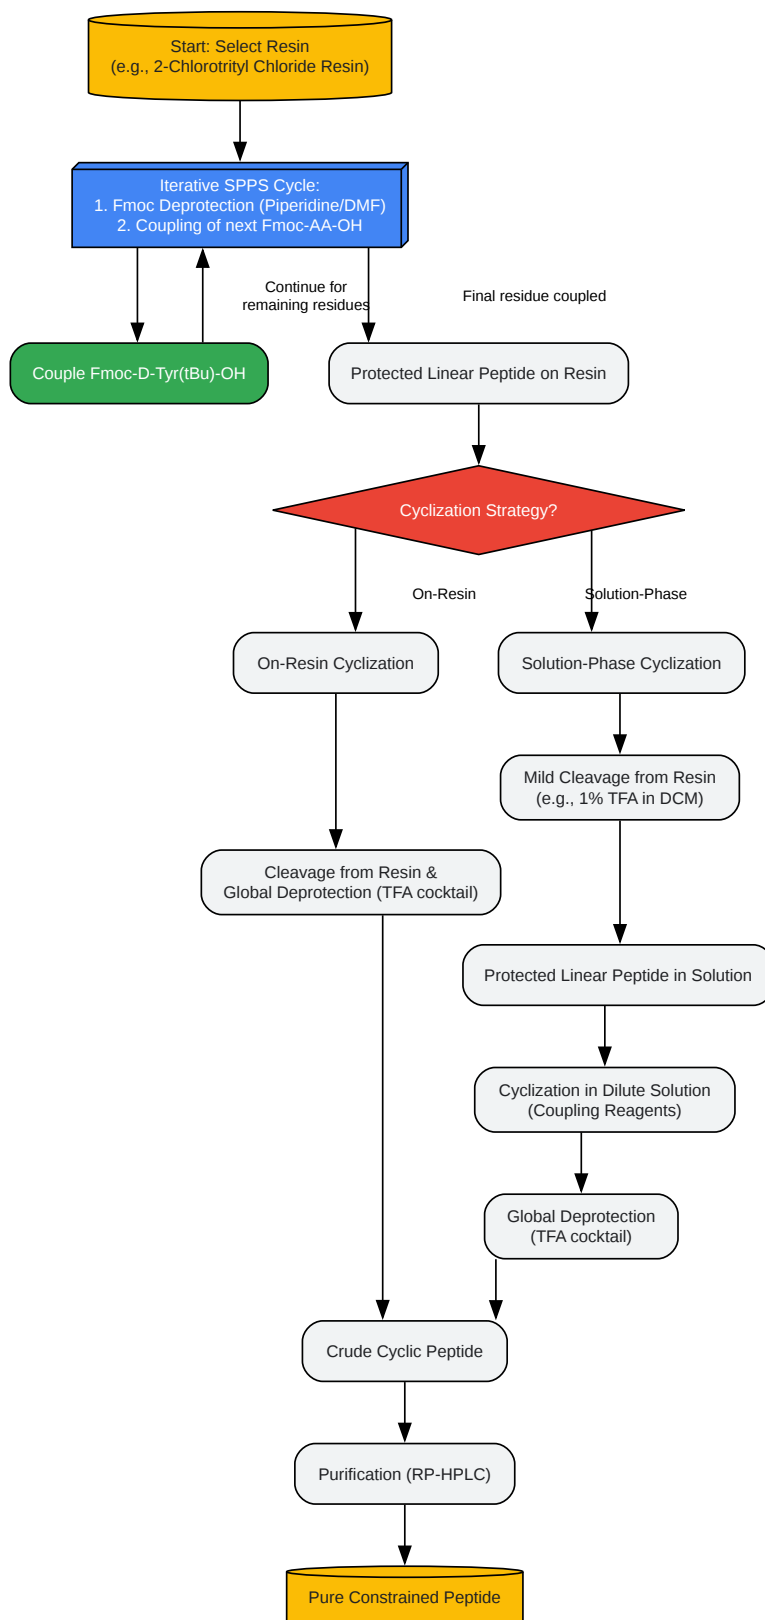 Start: Select Resin
(e.g., 2-Chlorotrityl Chloride Resin)
Iterative SPPS Cycle:
1. Fmoc Deprotection (Piperidine/DMF)
2. Coupling of next Fmoc-AA-OH
Continue for
remaining residues
Final residue coupled
Couple Fmoc-D-Tyr(tBu)-OH
Protected Linear Peptide on Resin
Cyclization Strategy?
On-Resin
Solution-Phase
On-Resin Cyclization
Solution-Phase Cyclization
Mild Cleavage from Resin
(e.g., 1% TFA in DCM)
Cleavage from Resin &
Global Deprotection (TFA cocktail)
Protected Linear Peptide in Solution
Cyclization in Dilute Solution
(Coupling Reagents)
Global Deprotection
(TFA cocktail)
Crude Cyclic Peptide
Purification (RP-HPLC)
Pure Constrained Peptide